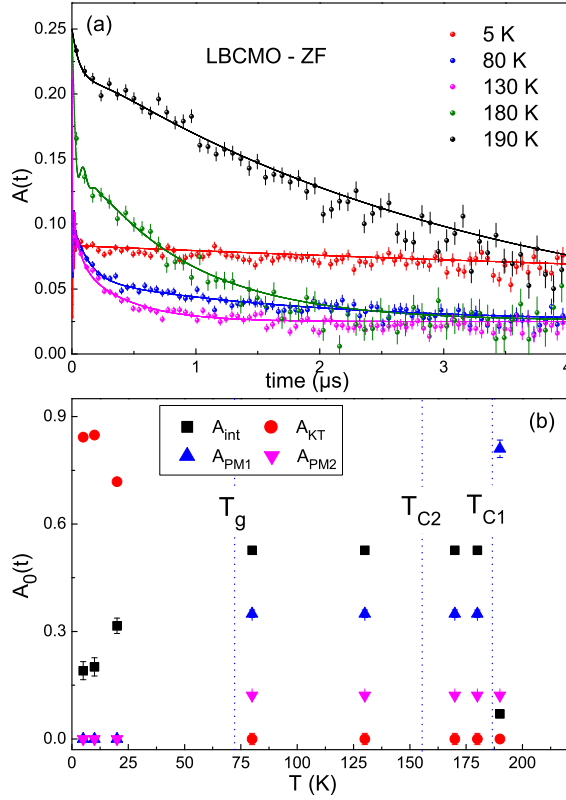 (a)
LBCMO - ZF
5 K
80 K
130 K
180 K
190 K
A(t)
0.25
0.20
0.15
0.10
0.05
0.00
0 1 2 3 4
time (μs)
(b)
A_int A_KT
A_PM1 A_PM2
T_g T_C2 T_C1
A_0(t)
0.9
0.6
0.3
0.0
0 25 50 75 100 125 150 175 200
T (K)